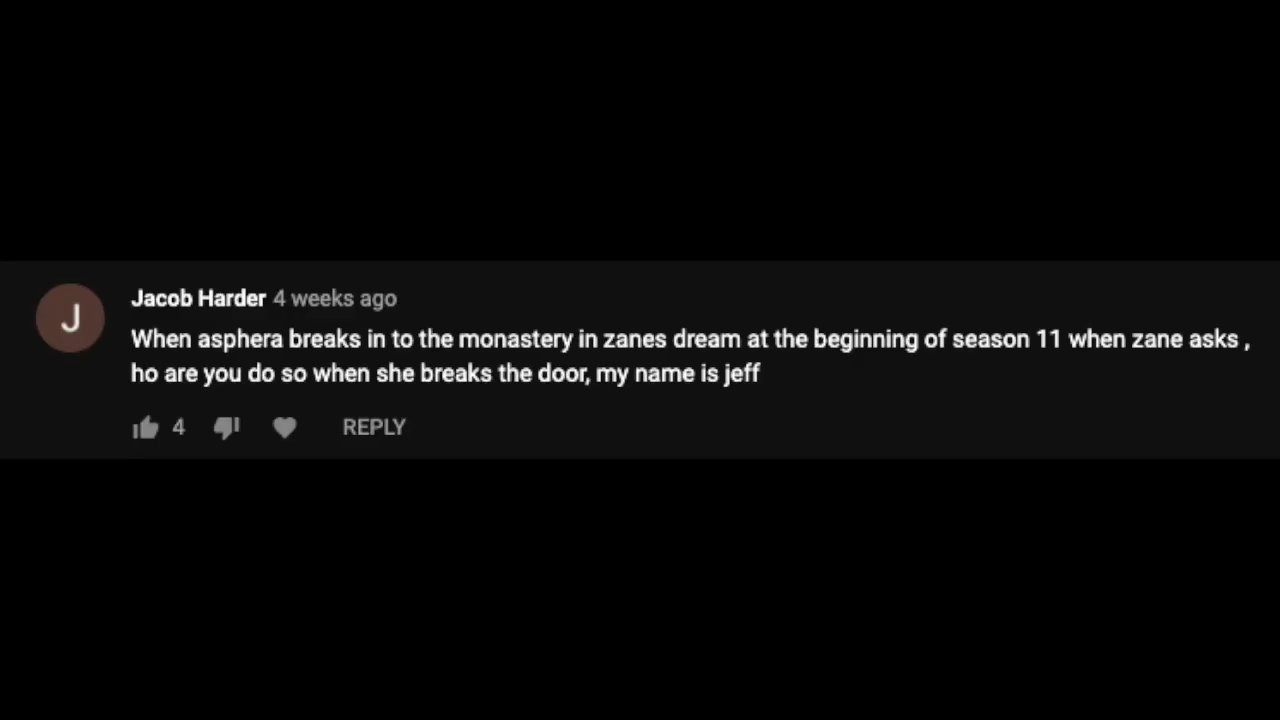 J
Jacob Harder 4 weeks ago
When asphera breaks in to the monastery in zanes dream at the beginning of season 11 when zane asks ,
ho are you do so when she breaks the door, my name is jeff
4 REPLY